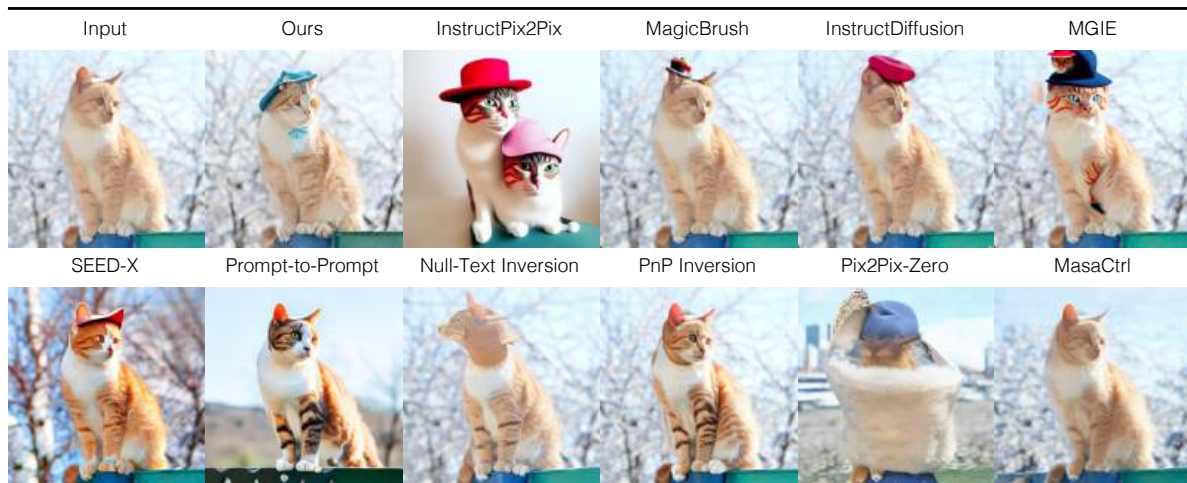 Input Ours InstructPix2Pix MagicBrush InstructDiffusion MGIE
SEED-X Prompt-to-Prompt Null-Text Inversion PnP Inversion Pix2Pix-Zero MasaCtrl